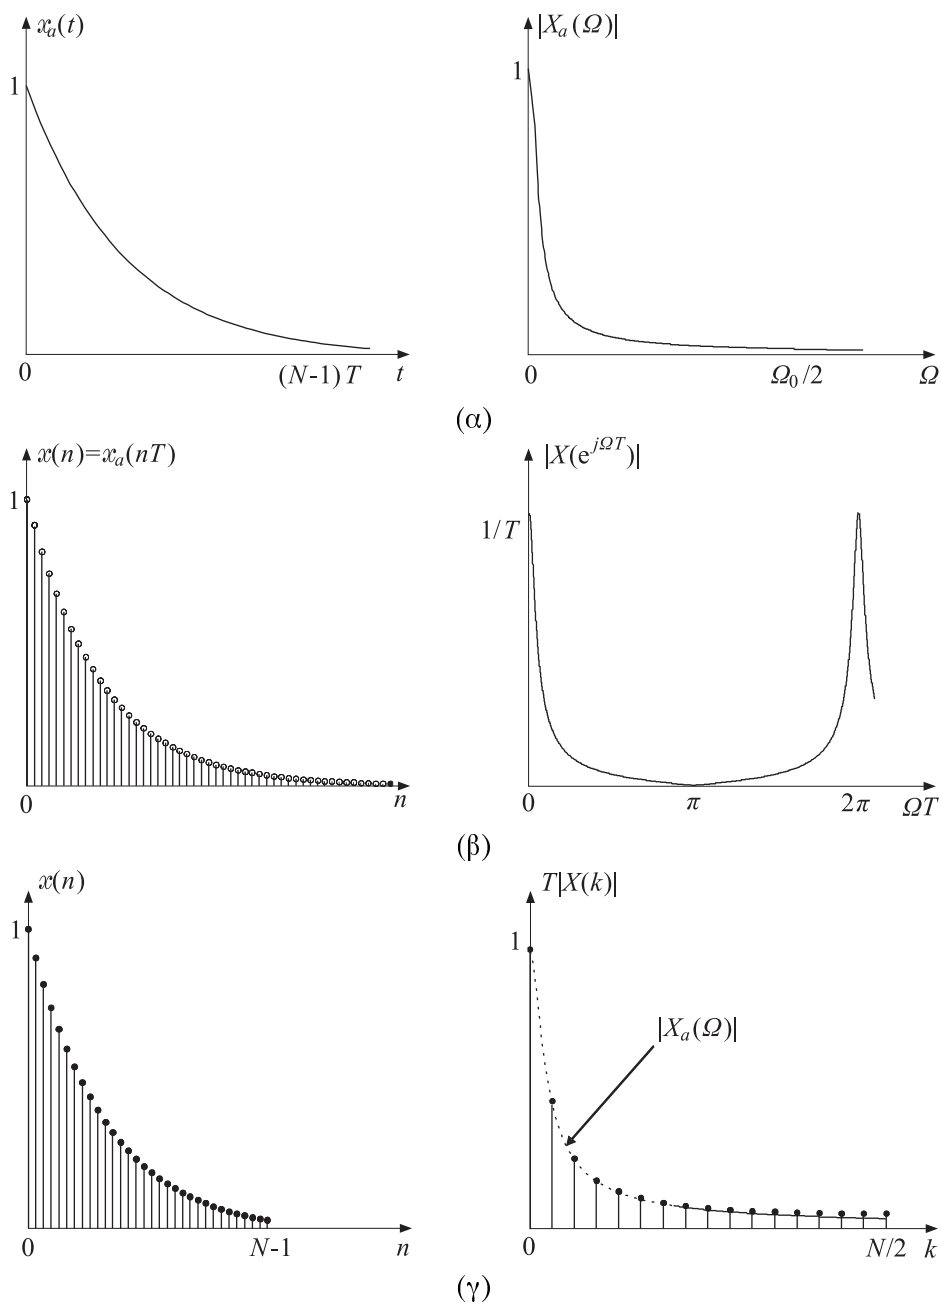 x_a(t)
1
0
(N-1)T
t
|X_a(Ω)|
1
0
Ω_0/2
Ω
(α)
x(n)=x_a(nT)
1
0
n
|X(e^{jΩT})|
1/T
0
π
2π
ΩT
(β)
x(n)
1
0
N-1
n
T|X(k)|
1
|X_a(Ω)|
0
N/2
k
(γ)